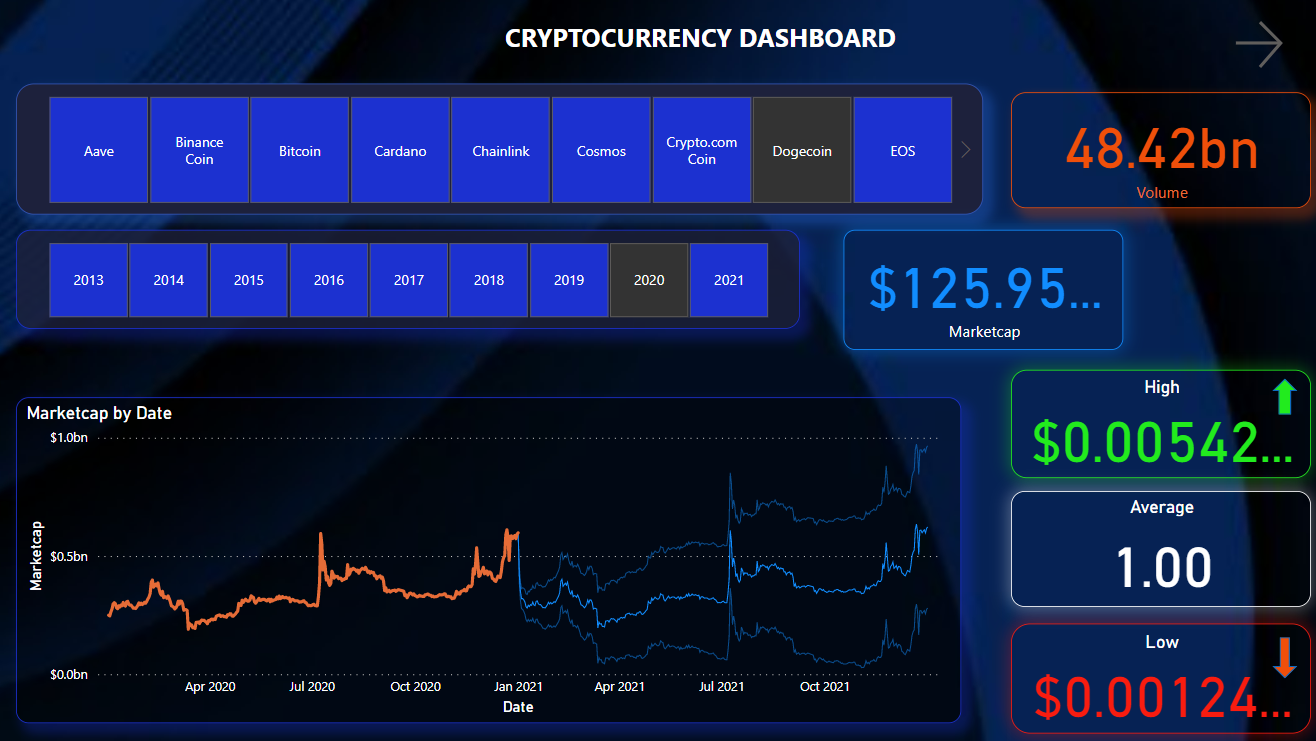 CRYPTOCURRENCY DASHBOARD
Aave
Binance
Coin
Bitcoin
Cardano
Chainlink
Cosmos
Crypto.com
Coin
Dogecoin
EOS
48.42bn
Volume
2013
2014
2015
2016
2017
2018
2019
2020
2021
$125.95...
Marketcap
Marketcap by Date
$1.0bn
$0.5bn
$0.0bn
Marketcap
Apr 2020
Jul 2020
Oct 2020
Jan 2021
Apr 2021
Jul 2021
Oct 2021
Date
High
$0.00542...
Average
1.00
Low
$0.00124...